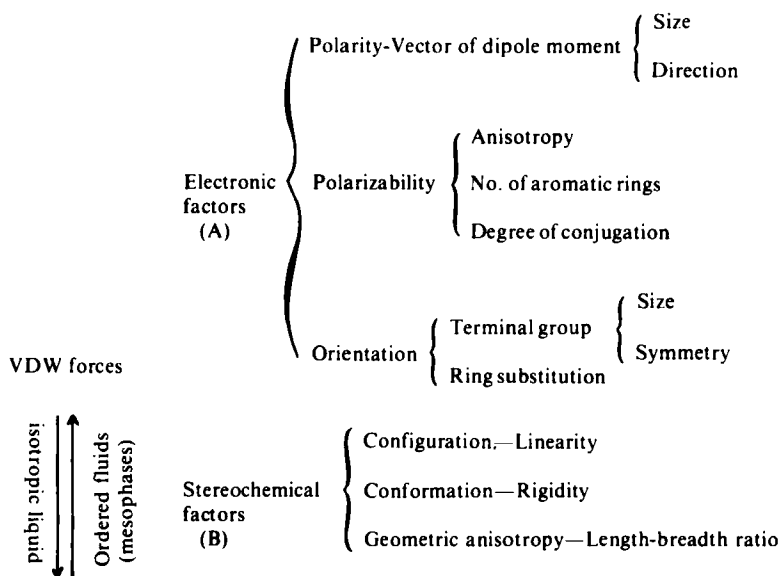 Polarity-Vector of dipole moment
Size
Direction
Electronic
factors
(A)
Polarizability
Anisotropy
No. of aromatic rings
Degree of conjugation
Orientation
Terminal group
Size
Symmetry
Ring substitution
VDW forces
isotropic liquid
Ordered fluids
(mesophases)
Stereochemical
factors
(B)
Configuration.—Linearity
Conformation—Rigidity
Geometric anisotropy—Length-breadth ratio